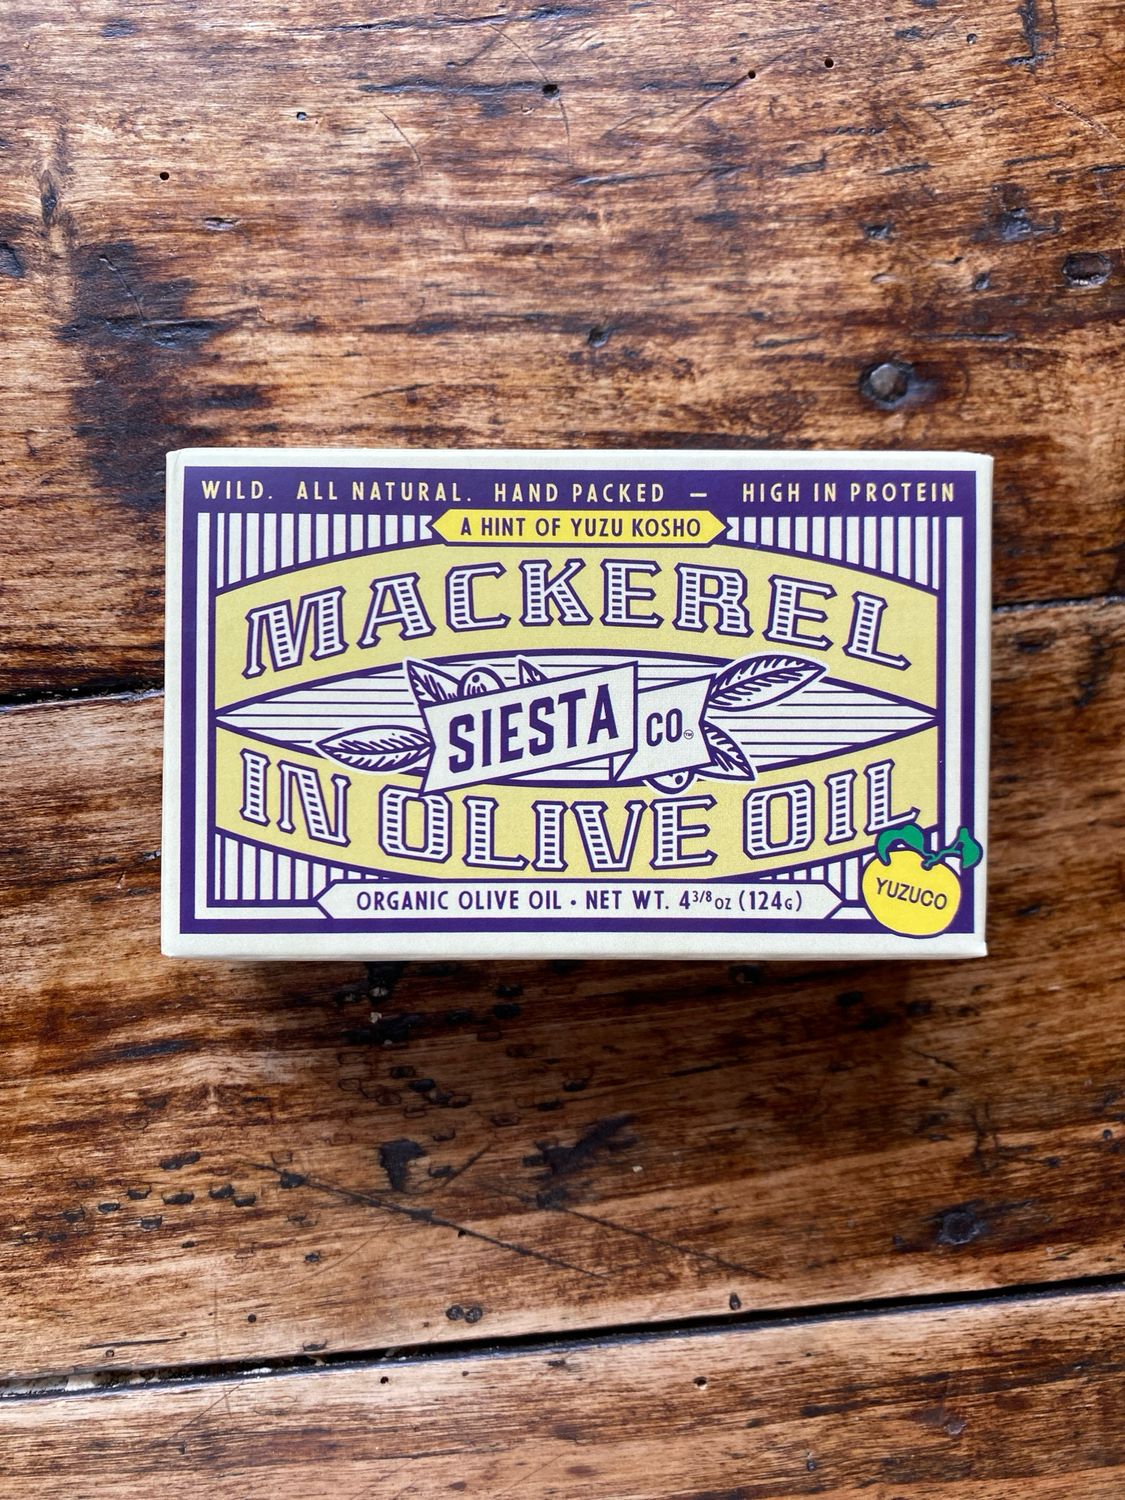 WILD. ALL NATURAL. HAND PACKED — HIGH IN PROTEIN
A HINT OF YUZU KOSHO
MACKEREL
SIESTA CO.™
IN OLIVE OIL
ORGANIC OLIVE OIL • NET WT. 4 3/8 OZ (124G)
YUZUCO